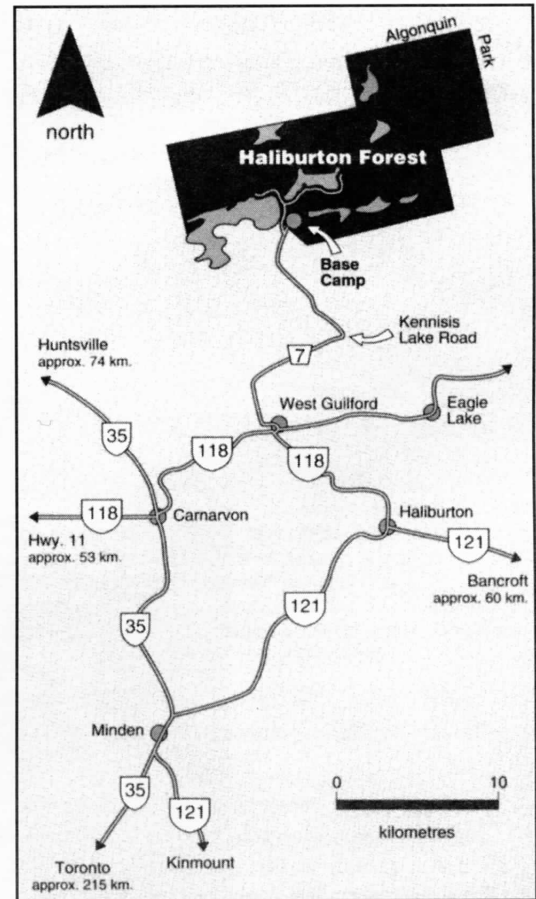 Algonquin
Park
north
Haliburton Forest
Base
Camp
Kennisis
Lake Road
7
Huntsville
approx. 74 km.
35
West Guilford
Eagle
Lake
118
118
118
Carnarvon
Haliburton
Hwy. 11
approx. 53 km.
121
Bancroft
approx. 60 km.
121
35
Minden
0
10
kilometres
35
121
Toronto
approx. 215 km.
Kinmount